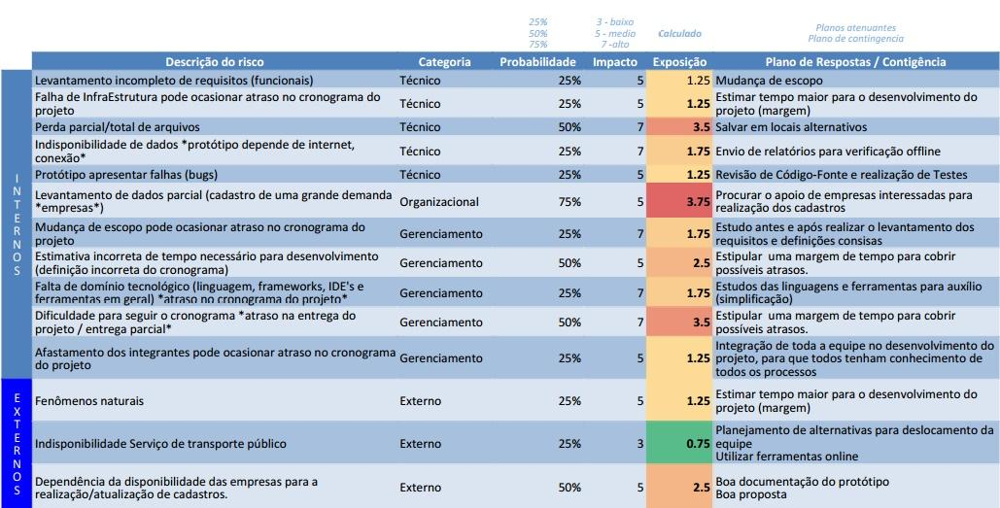 25% 3 - baixo Planos atenuantes
50% 5 - medio Calculado Plano de contingencia
75% 7 -alto
Descrição do risco Categoria Probabilidade Impacto Exposição Plano de Respostas / Contigência
INTERNOS
Levantamento incompleto de requisitos (funcionais) Técnico 25% 5 1.25 Mudança de escopo
Falha de InfraEstrutura pode ocasionar atraso no cronograma do
projeto Técnico 25% 5 1.25 Estimar tempo maior para o desenvolvimento do
projeto (margem)
Perda parcial/total de arquivos Técnico 50% 7 3.5 Salvar em locais alternativos
Indisponibilidade de dados *protótipo depende de internet,
conexão* Técnico 25% 7 1.75 Envio de relatórios para verificação offline
Protótipo apresentar falhas (bugs) Técnico 25% 5 1.25 Revisão de Código-Fonte e realização de Testes
Levantamento de dados parcial (cadastro de uma grande demanda
*empresas*) Organizacional 75% 5 3.75 Procurar o apoio de empresas interessadas para
realização dos cadastros
Mudança de escopo pode ocasionar atraso no cronograma do
projeto Gerenciamento 25% 7 1.75 Estudo antes e após realizar o levantamento dos
requisitos e definições consisas
Estimativa incorreta de tempo necessário para desenvolvimento
(definição incorreta do cronograma) Gerenciamento 50% 5 2.5 Estipular uma margem de tempo para cobrir
possíveis atrasos.
Falta de domínio tecnológico (linguagem, frameworks, IDE's e
ferramentas em geral) *atraso no cronograma do projeto* Gerenciamento 25% 7 1.75 Estudos das linguagens e ferramentas para auxílio
(simplificação)
Dificuldade para seguir o cronograma *atraso na entrega do
projeto / entrega parcial* Gerenciamento 50% 7 3.5 Estipular uma margem de tempo para cobrir
possíveis atrasos.
Afastamento dos integrantes pode ocasionar atraso no cronograma
do projeto Gerenciamento 25% 5 1.25 Integração de toda a equipe no desenvolvimento do
projeto, para que todos tenham conhecimento de
todos os processos
EXTERNOS
Fenômenos naturais Externo 25% 5 1.25 Estimar tempo maior para o desenvolvimento do
projeto (margem)
Indisponibilidade Serviço de transporte público Externo 25% 3 0.75 Planejamento de alternativas para deslocamento da
equipe
Utilizar ferramentas online
Dependência da disponibilidade das empresas para a
realização/atualização de cadastros. Externo 50% 5 2.5 Boa documentação do protótipo
Boa proposta